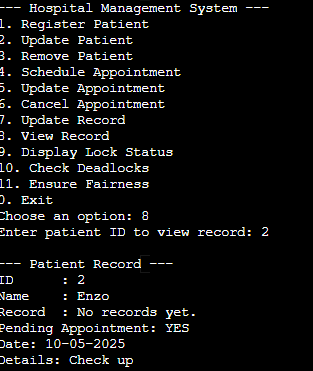 --- Hospital Management System ---
1. Register Patient
2. Update Patient
3. Remove Patient
4. Schedule Appointment
5. Update Appointment
6. Cancel Appointment
7. Update Record
8. View Record
9. Display Lock Status
10. Check Deadlocks
11. Ensure Fairness
0. Exit
Choose an option: 8
Enter patient ID to view record: 2

--- Patient Record ---
ID      : 2
Name    : Enzo
Record  : No records yet.
Pending Appointment: YES
Date: 10-05-2025
Details: Check up